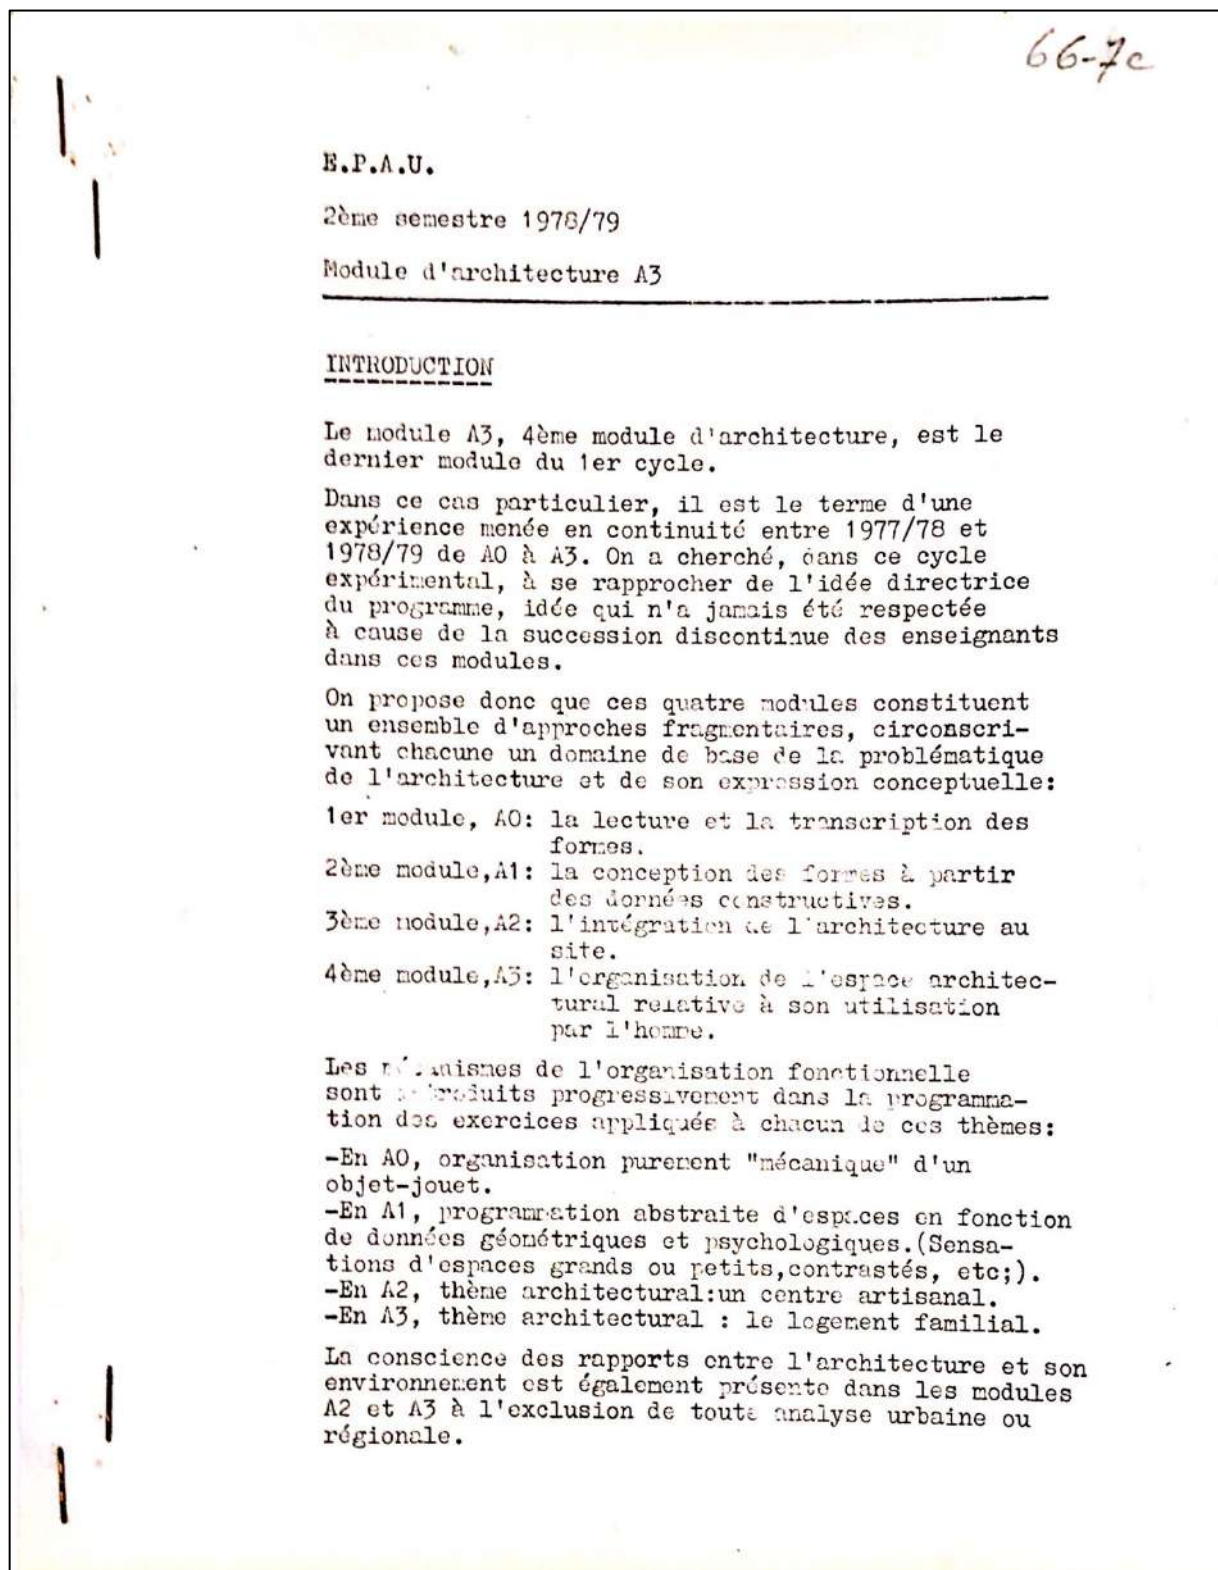 66-7c
E.P.A.U.
2ème semestre 1978/79
Module d'architecture A3
INTRODUCTION
Le module A3, 4ème module d'architecture, est le
dernier module du 1er cycle.
Dans ce cas particulier, il est le terme d'une
expérience menée en continuité entre 1977/78 et
1978/79 de A0 à A3. On a cherché, dans ce cycle
expérimental, à se rapprocher de l'idée directrice
du programme, idée qui n'a jamais été respectée
à cause de la succession discontinue des enseignants
dans ces modules.
On propose donc que ces quatre modules constituent
un ensemble d'approches fragmentaires, circonscri-
vant chacune un domaine de base de la problématique
de l'architecture et de son expression conceptuelle:
1er module, A0: la lecture et la transcription des
formes.
2ème module,A1: la conception des formes à partir
des données constructives.
3ème module,A2: l'intégration de l'architecture au
site.
4ème module,A3: l'organisation de l'espace architec-
tural relative à son utilisation
par l'homme.
Les mécanismes de l'organisation fonctionnelle
sont introduits progressivement dans la programma-
tion des exercices appliqués à chacun de ces thèmes:
-En A0, organisation purement "mécanique" d'un
objet-jouet.
-En A1, programmation abstraite d'espaces en fonction
de données géométriques et psychologiques.(Sensa-
tions d'espaces grands ou petits,contrastés, etc;).
-En A2, thème architectural:un centre artisanal.
-En A3, thème architectural : le logement familial.
La conscience des rapports entre l'architecture et son
environnement est également présente dans les modules
A2 et A3 à l'exclusion de toute analyse urbaine ou
régionale.